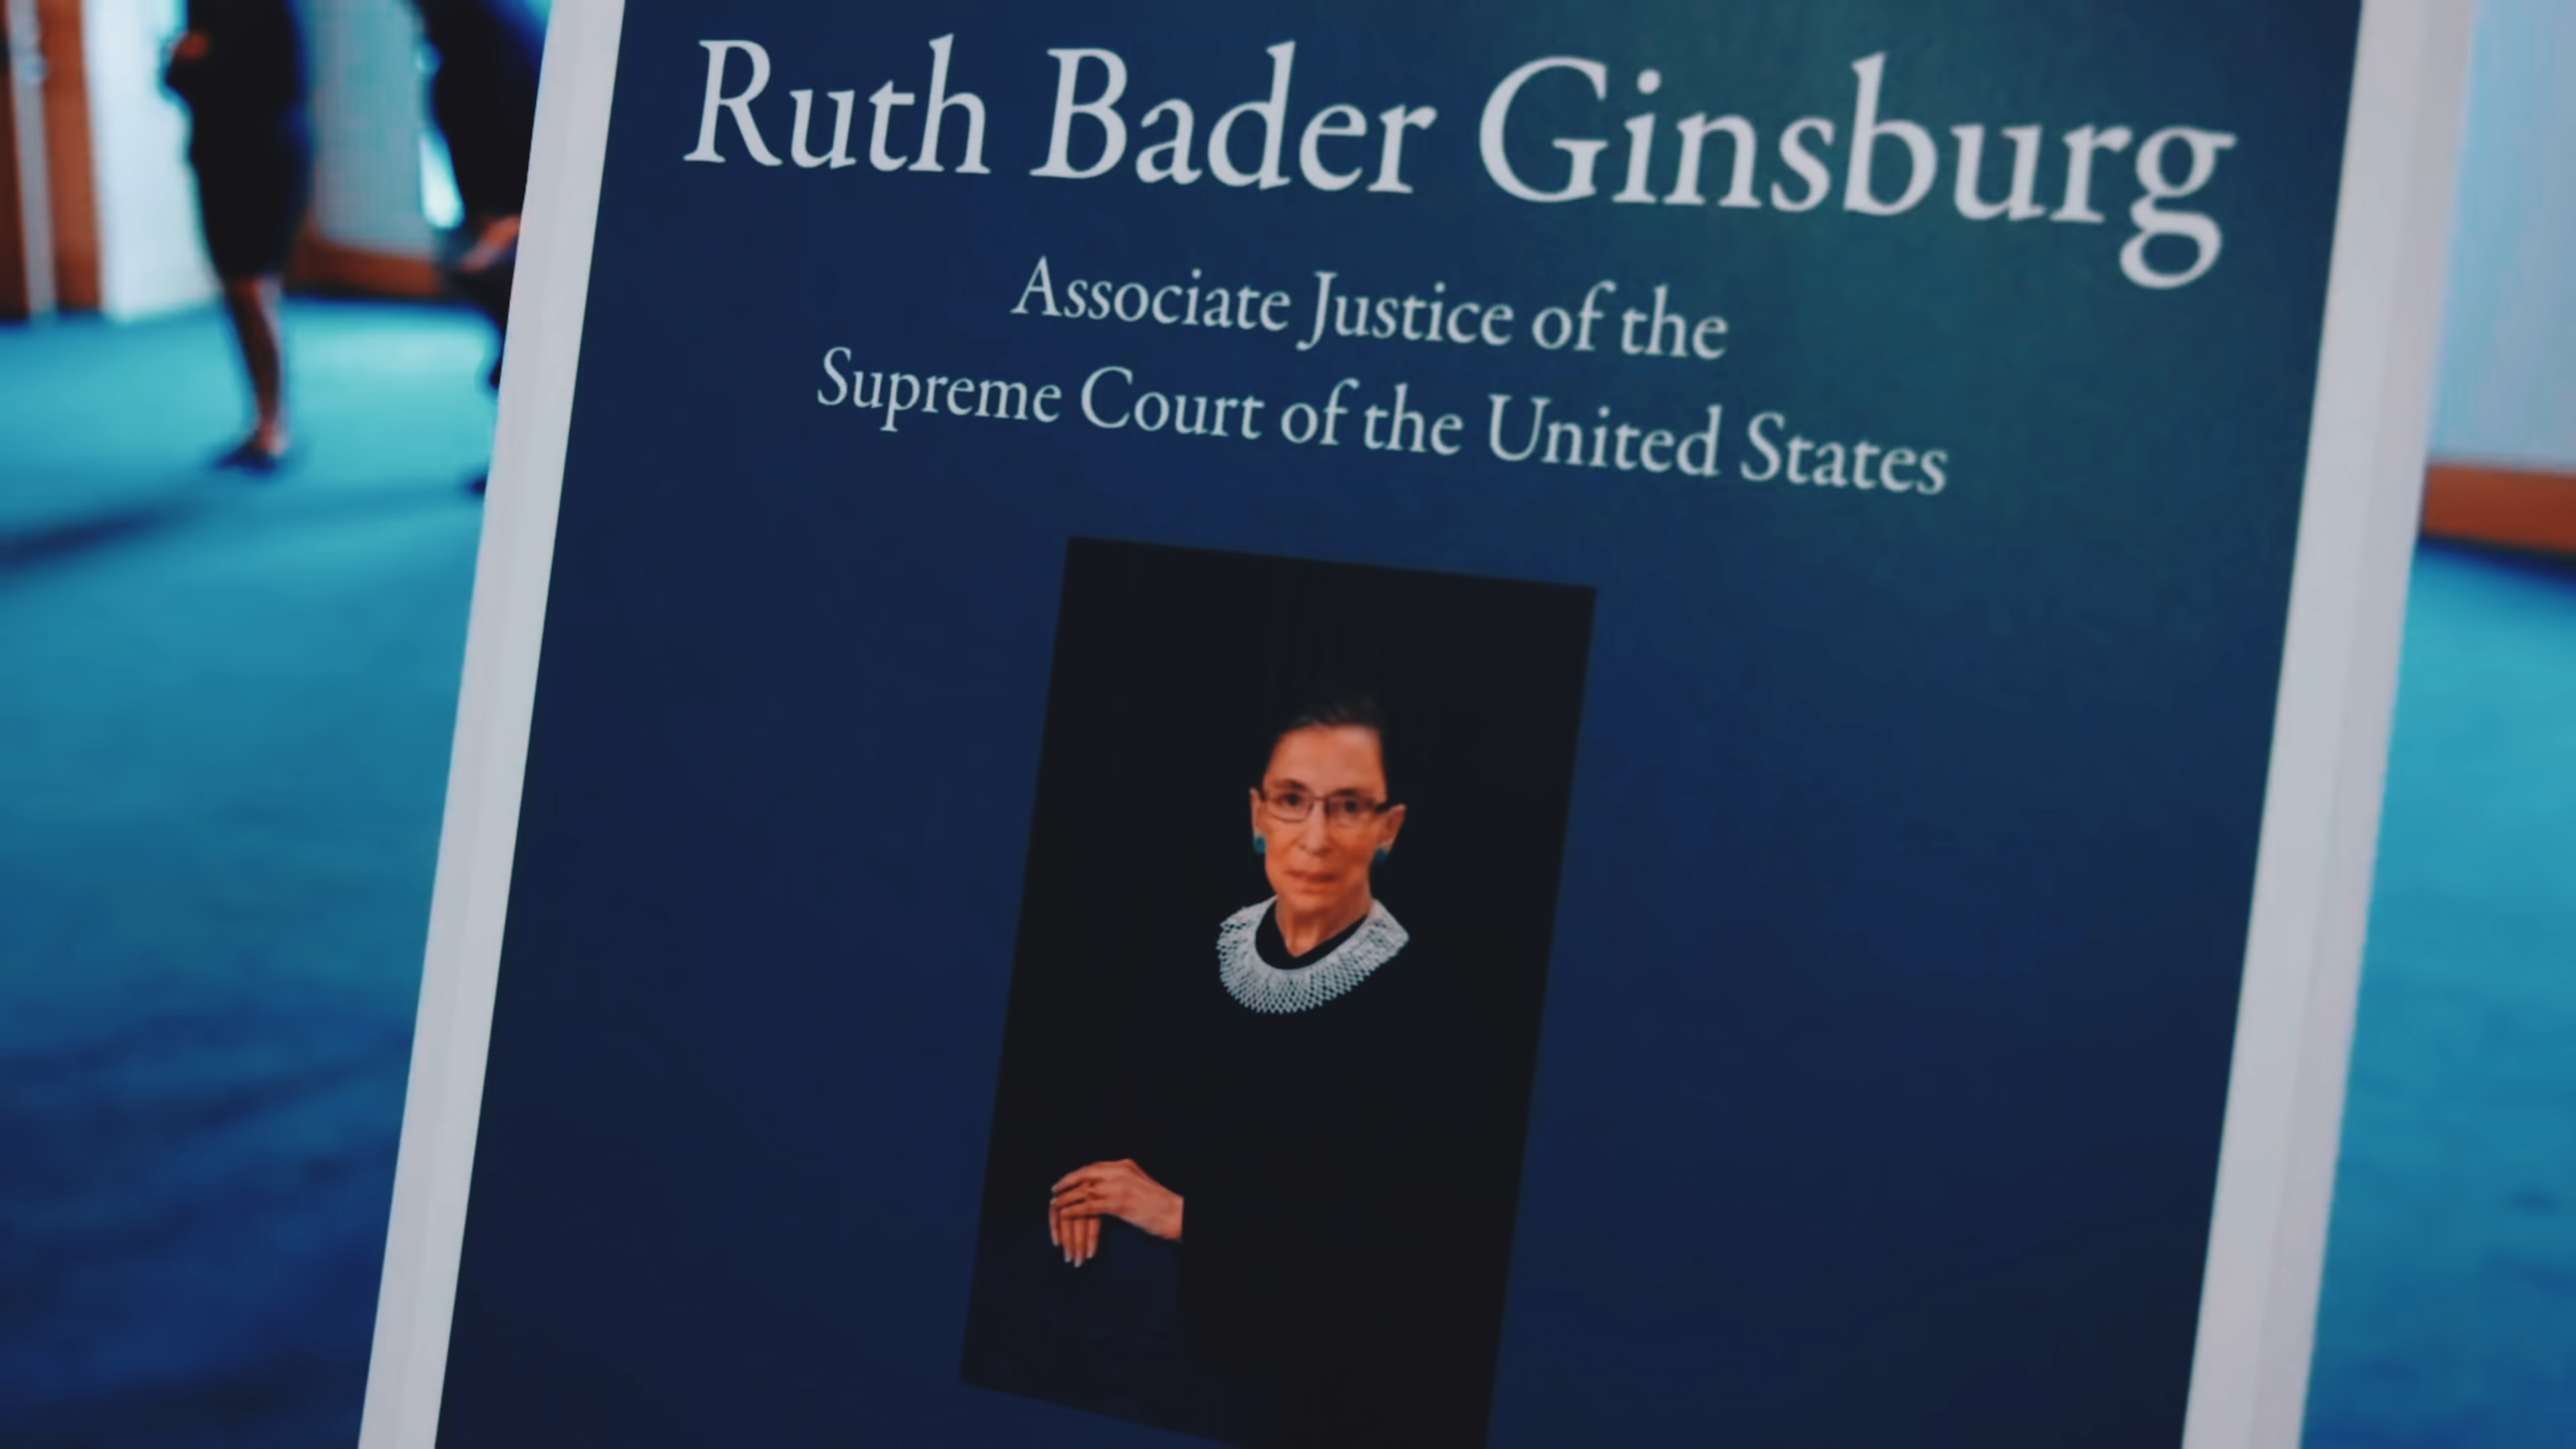 Ruth Bader Ginsburg
Associate Justice of the
Supreme Court of the United States